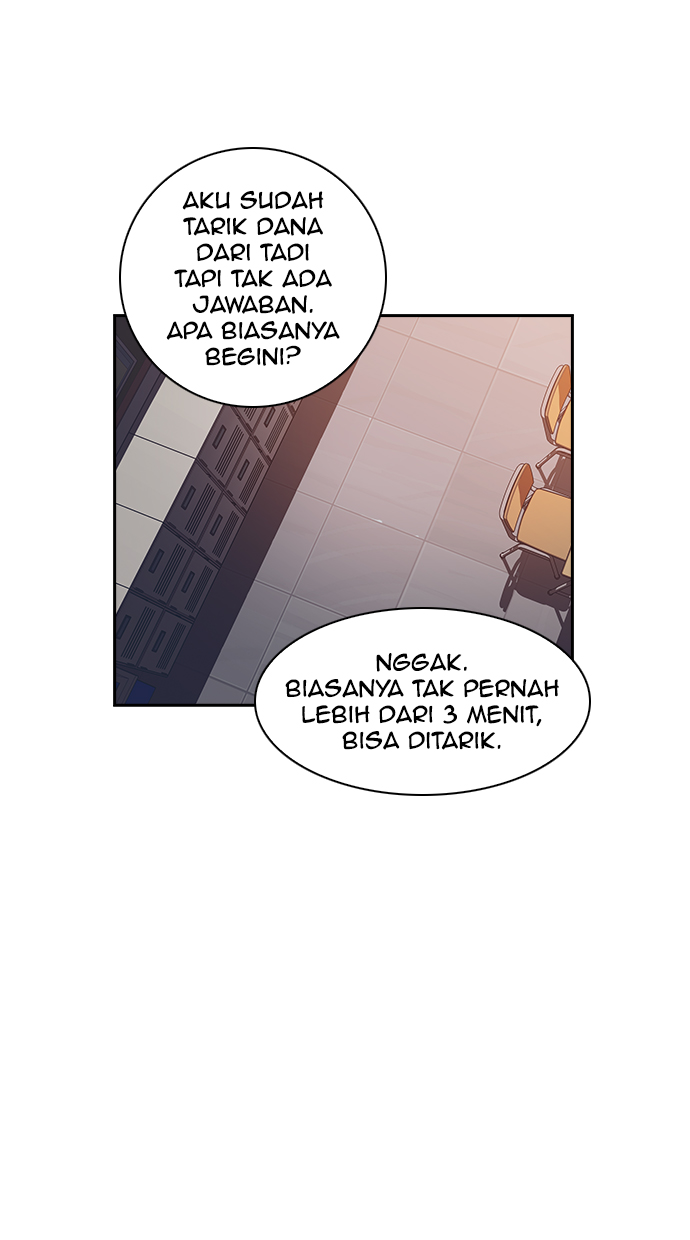 AKU SUDAH
TARIK DANA
DARI TADI
TAPI TAK ADA
JAWABAN.
APA BIASANYA
BEGINI?
NGGAK.
BIASANYA TAK PERNAH
LEBIH DARI 3 MENIT,
BISA DITARIK.